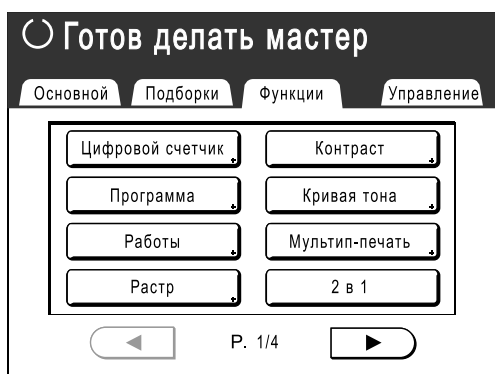 Готов делать мастер
Основной Подборки Функции Управление
Цифровой счетчик Контраст
Программа Кривая тона
Работы Мультип-печать
Растр 2 в 1
P. 1/4